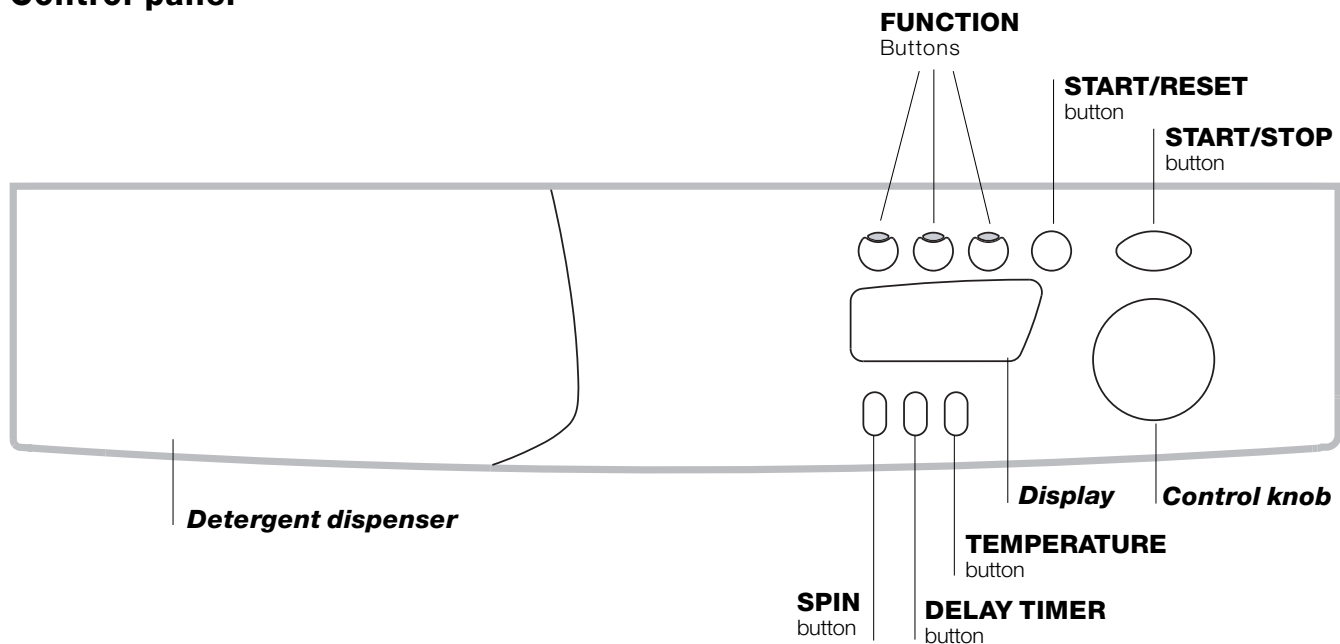 Control panel
FUNCTION
Buttons
START/RESET
button
START/STOP
button
Detergent dispenser
Display
Control knob
TEMPERATURE
button
SPIN
button
DELAY TIMER
button